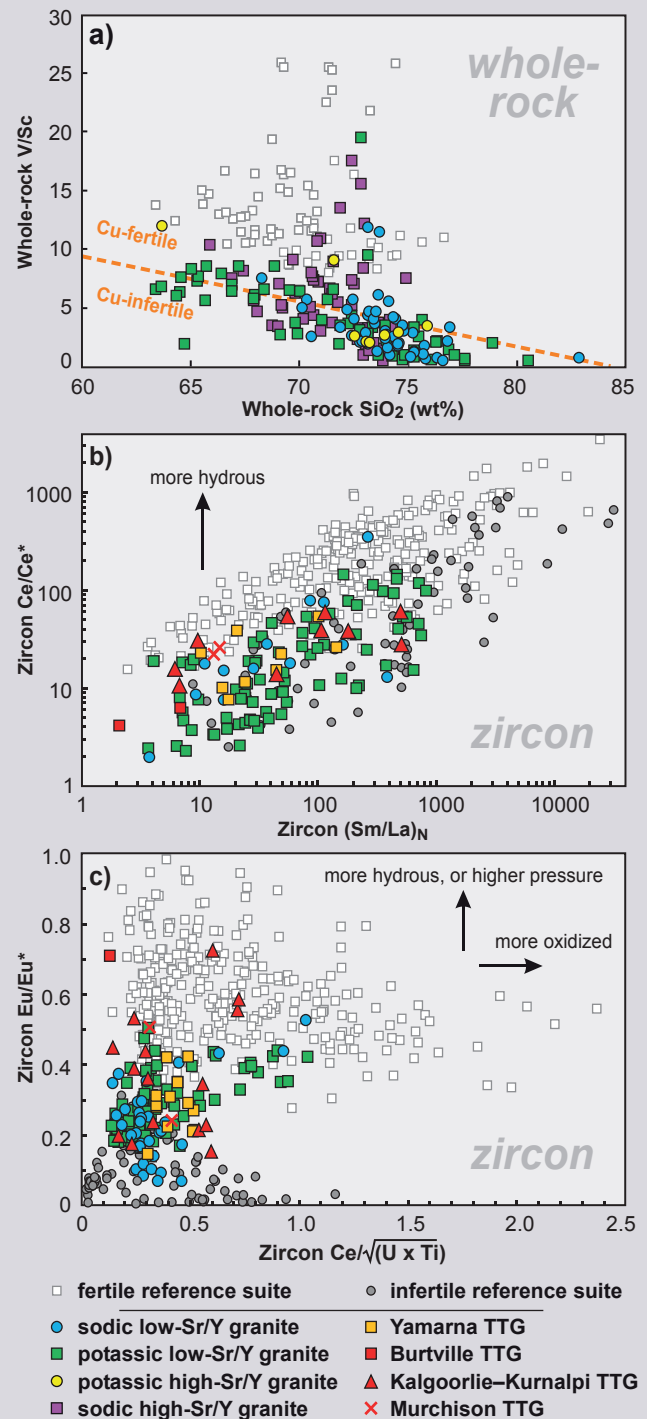 a)
whole-
rock
30
25
20
15
10
5
0
Whole-rock V/Sc
Cu-fertile
Cu-infertile
60 65 70 75 80 85
Whole-rock SiO₂ (wt%)
b)
more hydrous
1000
100
10
1
Zircon Ce/Ce*
zircon
1 10 100 1000 10000
Zircon (Sm/La)N
c)
more hydrous, or higher pressure
more oxidized
1.0
0.8
0.6
0.4
0.2
0
Zircon Eu/Eu*
zircon
0 0.5 1.0 1.5 2.0 2.5
Zircon Ce/√(U x Ti)
fertile reference suite infertile reference suite
sodic low-Sr/Y granite Yamarna TTG
potassic low-Sr/Y granite Burtville TTG
potassic high-Sr/Y granite Kalgoorlie–Kurnalpi TTG
sodic high-Sr/Y granite Murchison TTG